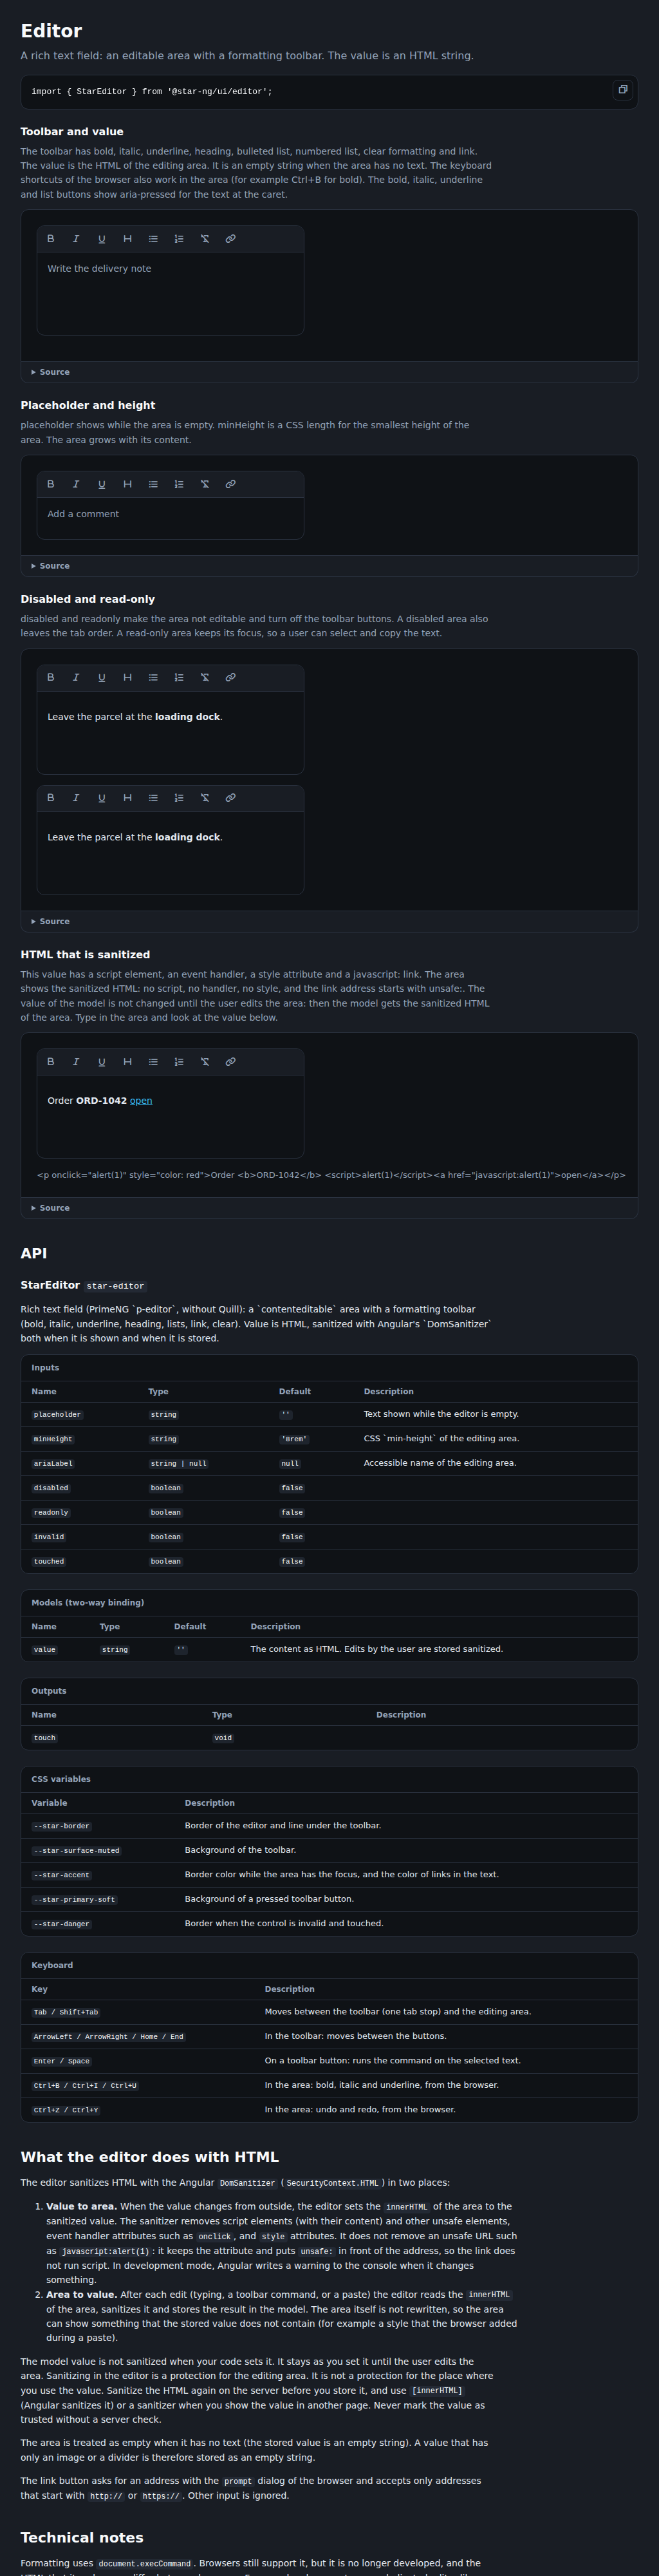 Editor
A rich text field: an editable area with a formatting toolbar. The value is an HTML string.
import { StarEditor } from '@star-ng/ui/editor';
Toolbar and value
The toolbar has bold, italic, underline, heading, bulleted list, numbered list, clear formatting and link.
The value is the HTML of the editing area. It is an empty string when the area has no text. The keyboard
shortcuts of the browser also work in the area (for example Ctrl+B for bold). The bold, italic, underline
and list buttons show aria-pressed for the text at the caret.
Write the delivery note
Source
Placeholder and height
placeholder shows while the area is empty. minHeight is a CSS length for the smallest height of the
area. The area grows with its content.
Add a comment
Source
Disabled and read-only
disabled and readonly make the area not editable and turn off the toolbar buttons. A disabled area also
leaves the tab order. A read-only area keeps its focus, so a user can select and copy the text.
Leave the parcel at the loading dock.
Leave the parcel at the loading dock.
Source
HTML that is sanitized
This value has a script element, an event handler, a style attribute and a javascript: link. The area
shows the sanitized HTML: no script, no handler, no style, and the link address starts with unsafe:. The
value of the model is not changed until the user edits the area: then the model gets the sanitized HTML
of the area. Type in the area and look at the value below.
Order ORD-1042 open
<p onclick="alert(1)" style="color: red">Order <b>ORD-1042</b> <script>alert(1)</script><a href="javascript:alert(1)">open</a></p>
Source
API
StarEditor star-editor
Rich text field (PrimeNG `p-editor`, without Quill): a `contenteditable` area with a formatting toolbar
(bold, italic, underline, heading, lists, link, clear). Value is HTML, sanitized with Angular's `DomSanitizer`
both when it is shown and when it is stored.
Inputs
Name Type Default Description
placeholder string '' Text shown while the editor is empty.
minHeight string '8rem' CSS `min-height` of the editing area.
ariaLabel string | null null Accessible name of the editing area.
disabled boolean false
readonly boolean false
invalid boolean false
touched boolean false
Models (two-way binding)
Name Type Default Description
value string '' The content as HTML. Edits by the user are stored sanitized.
Outputs
Name Type Description
touch void
CSS variables
Variable Description
--star-border Border of the editor and line under the toolbar.
--star-surface-muted Background of the toolbar.
--star-accent Border color while the area has the focus, and the color of links in the text.
--star-primary-soft Background of a pressed toolbar button.
--star-danger Border when the control is invalid and touched.
Keyboard
Key Description
Tab / Shift+Tab Moves between the toolbar (one tab stop) and the editing area.
ArrowLeft / ArrowRight / Home / End In the toolbar: moves between the buttons.
Enter / Space On a toolbar button: runs the command on the selected text.
Ctrl+B / Ctrl+I / Ctrl+U In the area: bold, italic and underline, from the browser.
Ctrl+Z / Ctrl+Y In the area: undo and redo, from the browser.
What the editor does with HTML
The editor sanitizes HTML with the Angular DomSanitizer (SecurityContext.HTML) in two places:
1. Value to area. When the value changes from outside, the editor sets the innerHTML of the area to the
sanitized value. The sanitizer removes script elements (with their content) and other unsafe elements,
event handler attributes such as onclick, and style attributes. It does not remove an unsafe URL such
as javascript:alert(1): it keeps the attribute and puts unsafe: in front of the address, so the link does
not run script. In development mode, Angular writes a warning to the console when it changes
something.
2. Area to value. After each edit (typing, a toolbar command, or a paste) the editor reads the innerHTML
of the area, sanitizes it and stores the result in the model. The area itself is not rewritten, so the area
can show something that the stored value does not contain (for example a style that the browser added
during a paste).
The model value is not sanitized when your code sets it. It stays as you set it until the user edits the
area. Sanitizing in the editor is a protection for the editing area. It is not a protection for the place where
you use the value. Sanitize the HTML again on the server before you store it, and use [innerHTML]
(Angular sanitizes it) or a sanitizer when you show the value in another page. Never mark the value as
trusted without a server check.
The area is treated as empty when it has no text (the stored value is an empty string). A value that has
only an image or a divider is therefore stored as an empty string.
The link button asks for an address with the prompt dialog of the browser and accepts only addresses
that start with http:// or https://. Other input is ignored.
Technical notes
Formatting uses document.execCommand. Browsers still support it, but it is no longer developed, and the